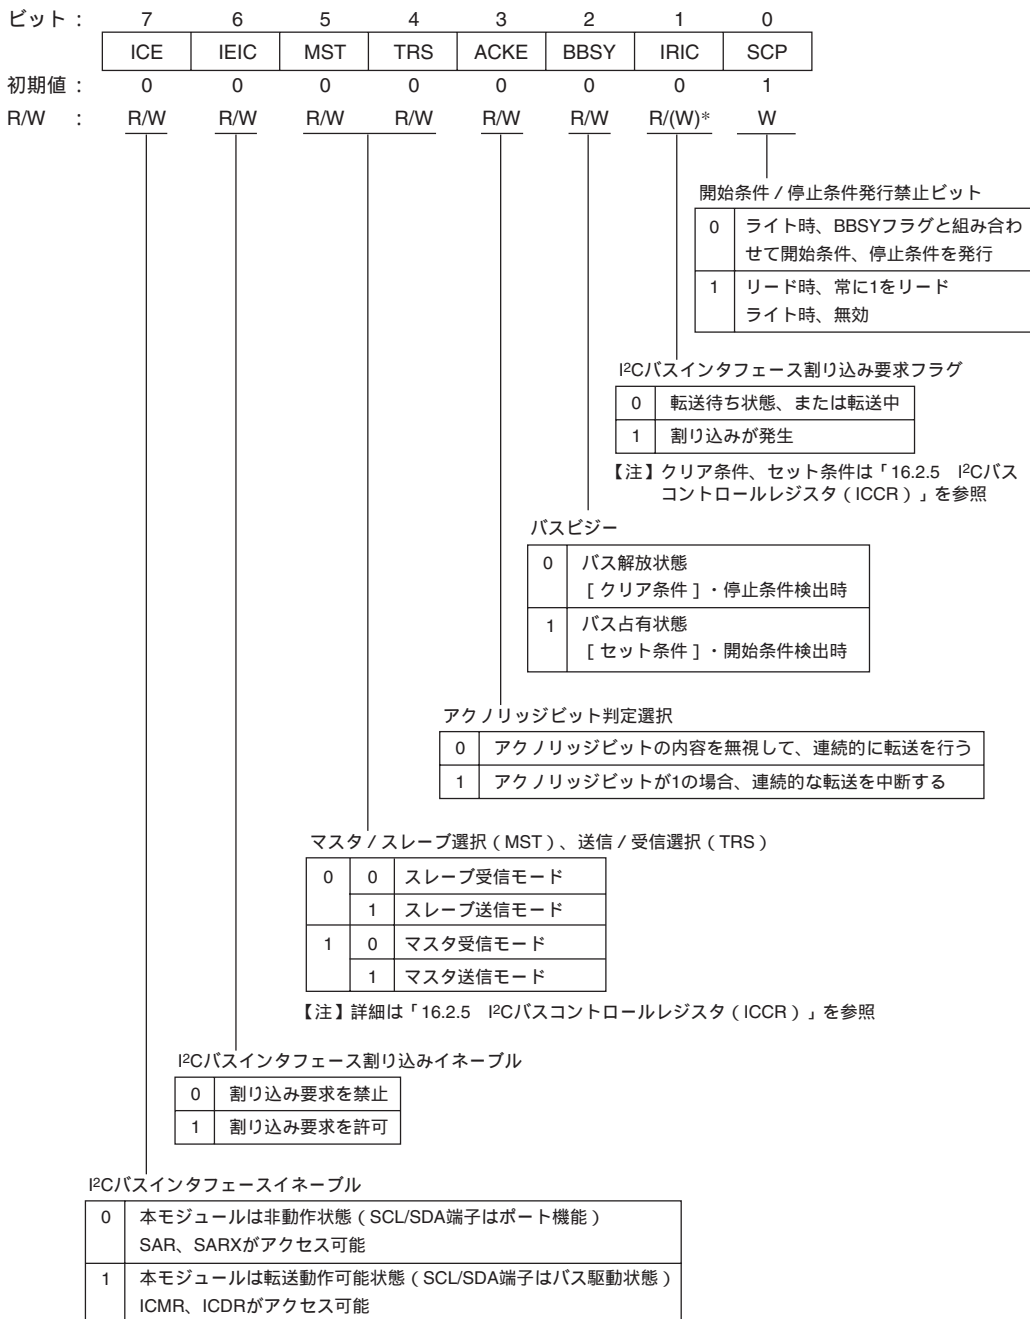 ビット： 7 6 5 4 3 2 1 0
ICE IEIC MST TRS ACKE BBSY IRIC SCP
初期値： 0 0 0 0 0 0 0 1
R/W ： R/W R/W R/W R/W R/W R/W R/(W)* W
開始条件／停止条件発行禁止ビット
0 ライト時、BBSYフラグと組み合わ
せて開始条件、停止条件を発行
1 リード時、常に1をリード
ライト時、無効
I²Cバスインタフェース割り込み要求フラグ
0 転送待ち状態、または転送中
1 割り込みが発生
【注】クリア条件、セット条件は「16.2.5 I²Cバス
コントロールレジスタ（ICCR）」を参照
バスビジー
0 バス解放状態
［クリア条件］・停止条件検出時
1 バス占有状態
［セット条件］・開始条件検出時
アクノリッジビット判定選択
0 アクノリッジビットの内容を無視して、連続的に転送を行う
1 アクノリッジビットが1の場合、連続的な転送を中断する
マスタ／スレーブ選択（MST）、送信／受信選択（TRS）
0 0 スレーブ受信モード
1 スレーブ送信モード
1 0 マスタ受信モード
1 マスタ送信モード
【注】詳細は「16.2.5 I²Cバスコントロールレジスタ（ICCR）」を参照
I²Cバスインタフェース割り込みイネーブル
0 割り込み要求を禁止
1 割り込み要求を許可
I²Cバスインタフェースイネーブル
0 本モジュールは非動作状態（SCL/SDA端子はポート機能）
SAR、SARXがアクセス可能
1 本モジュールは転送動作可能状態（SCL/SDA端子はバス駆動状態）
ICMR、ICDRがアクセス可能